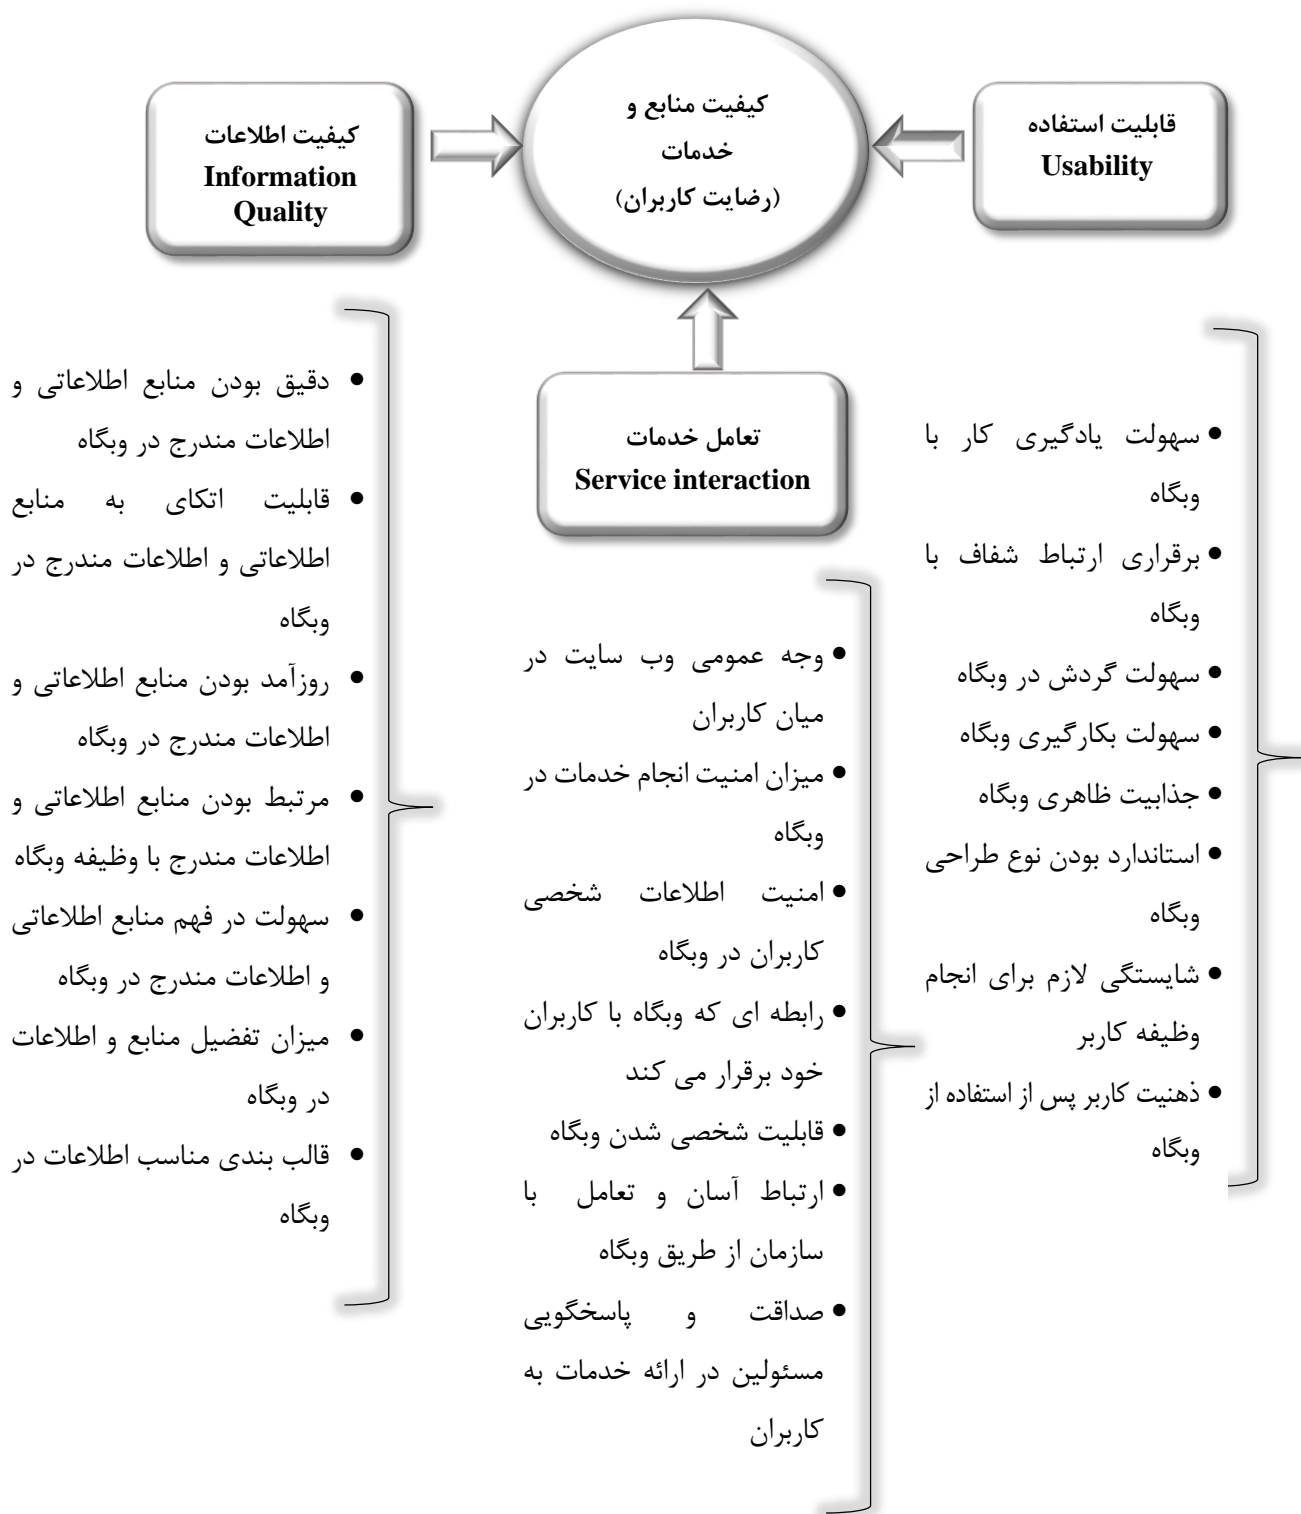 کیفیت منابع و
خدمات
(رضایت کاربران)
قابلیت استفاده
Usability
کیفیت اطلاعات
Information
Quality
تعامل خدمات
Service interaction
• سهولت یادگیری کار با
وبگاه
• برقراری ارتباط شفاف با
وبگاه
• سهولت گردش در وبگاه
• سهولت بکارگیری وبگاه
• جذابیت ظاهری وبگاه
• استاندارد بودن نوع طراحی
وبگاه
• شایستگی لازم برای انجام
وظیفه کاربر
• ذهنیت کاربر پس از استفاده از
وبگاه
• وجه عمومی وب سایت در
میان کاربران
• میزان امنیت انجام خدمات در
وبگاه
• امنیت اطلاعات شخصی
کاربران در وبگاه
• رابطه ای که وبگاه با کاربران
خود برقرار می کند
• قابلیت شخصی شدن وبگاه
• ارتباط آسان و تعامل با
سازمان از طریق وبگاه
• صداقت و پاسخگویی
مسئولین در ارائه خدمات به
کاربران
• دقیق بودن منابع اطلاعاتی و
اطلاعات مندرج در وبگاه
• قابلیت اتکای به منابع
اطلاعاتی و اطلاعات مندرج در
وبگاه
• روزآمد بودن منابع اطلاعاتی و
اطلاعات مندرج در وبگاه
• مرتبط بودن منابع اطلاعاتی و
اطلاعات مندرج با وظیفه وبگاه
• سهولت در فهم منابع اطلاعاتی
و اطلاعات مندرج در وبگاه
• میزان تفضیل منابع و اطلاعات
در وبگاه
• قالب بندی مناسب اطلاعات در
وبگاه